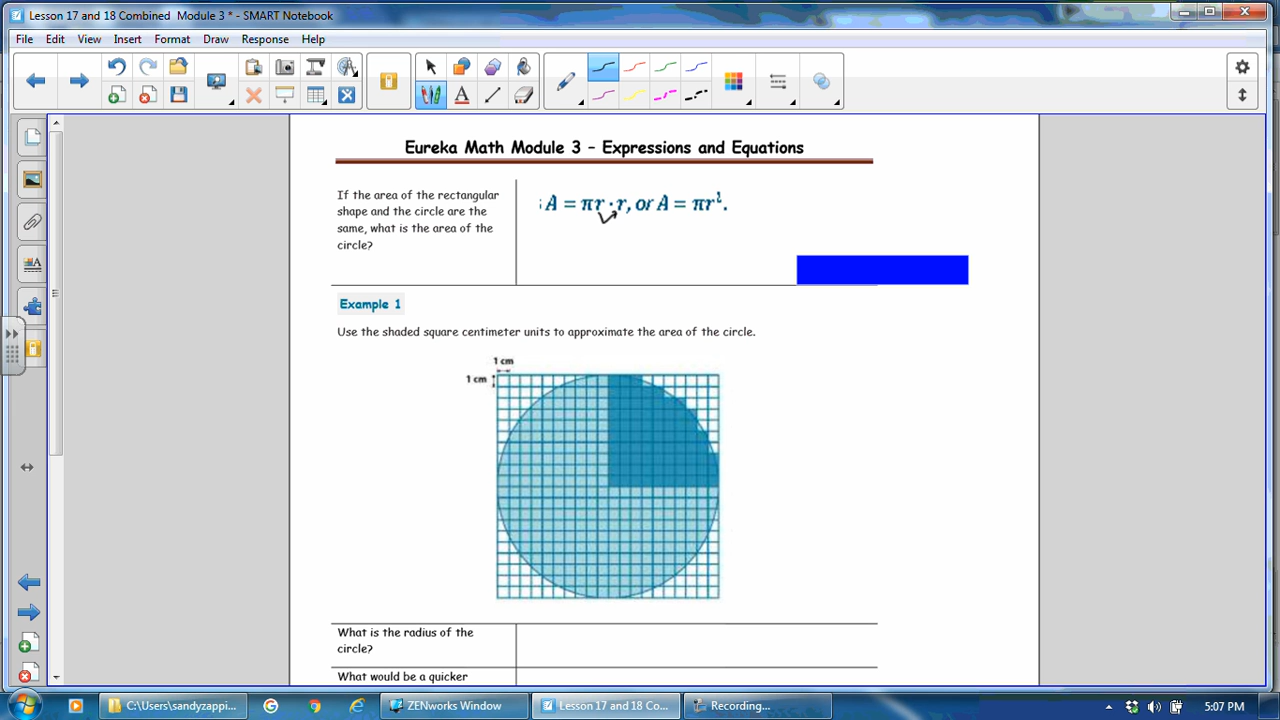 Lesson 17 and 18 Combined Module 3 * - SMART Notebook
File Edit View Insert Format Draw Response Help
Eureka Math Module 3 – Expressions and Equations
If the area of the rectangular
shape and the circle are the
same, what is the area of the
circle?
A = πr · r, or A = πr².
Example 1
Use the shaded square centimeter units to approximate the area of the circle.
1 cm
1 cm
What is the radius of the
circle?
What would be a quicker
C:\Users\sandyzappi...
ZENworks Window
Lesson 17 and 18 Co...
Recording...
5:07 PM